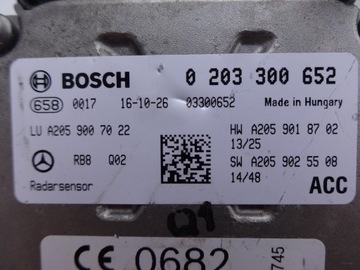 BOSCH 0 203 300 652
658 0017 16-10-26 03300652 Made in Hungary
LU A205 900 70 22 HW A205 901 87 02
13/25
RB8 Q02 SW A205 902 55 08
14/48
Radarsensor ACC
Q1
CE 0682
745